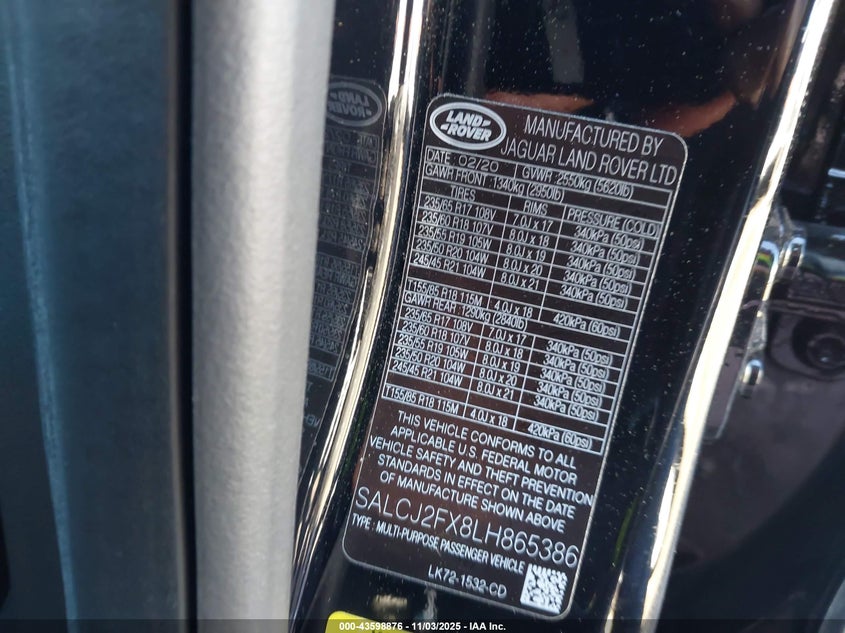 LAND ROVER
MANUFACTURED BY
JAGUAR LAND ROVER LTD
DATE: 02/20 GVWR 2550kg (5620lb)
GAWR FRONT 1340kg (2950lb)
TIRES RIMS PRESSURE (COLD)
235/65 R17 108V 7.0J x 17 340kPa (50psi)
235/60 R18 107V 8.0J x 18 340kPa (50psi)
235/55 R19 105W 8.0J x 19 340kPa (50psi)
235/50 R20 104W 8.0J x 20 340kPa (50psi)
245/45 R21 104W 8.0J x 21 340kPa (50psi)
T155/85 R18 115M 4.0J x 18 420kPa (60psi)
GAWR REAR 1290kg (2840lb)
235/65 R17 108V 7.0J x 17 340kPa (50psi)
235/60 R18 107V 8.0J x 18 340kPa (50psi)
235/55 R19 105W 8.0J x 19 340kPa (50psi)
235/50 R20 104W 8.0J x 20 340kPa (50psi)
245/45 R21 104W 8.0J x 21 340kPa (50psi)
T155/85 R18 115M 4.0J x 18 420kPa (60psi)
THIS VEHICLE CONFORMS TO ALL
APPLICABLE U.S. FEDERAL MOTOR
VEHICLE SAFETY AND THEFT PREVENTION
STANDARDS IN EFFECT ON THE DATE
OF MANUFACTURE SHOWN ABOVE
SALCJ2FX8LH865386
TYPE : MULTI-PURPOSE PASSENGER VEHICLE
LK72-1532-CD
000-43598876 - 11/03/2025 - IAA Inc.